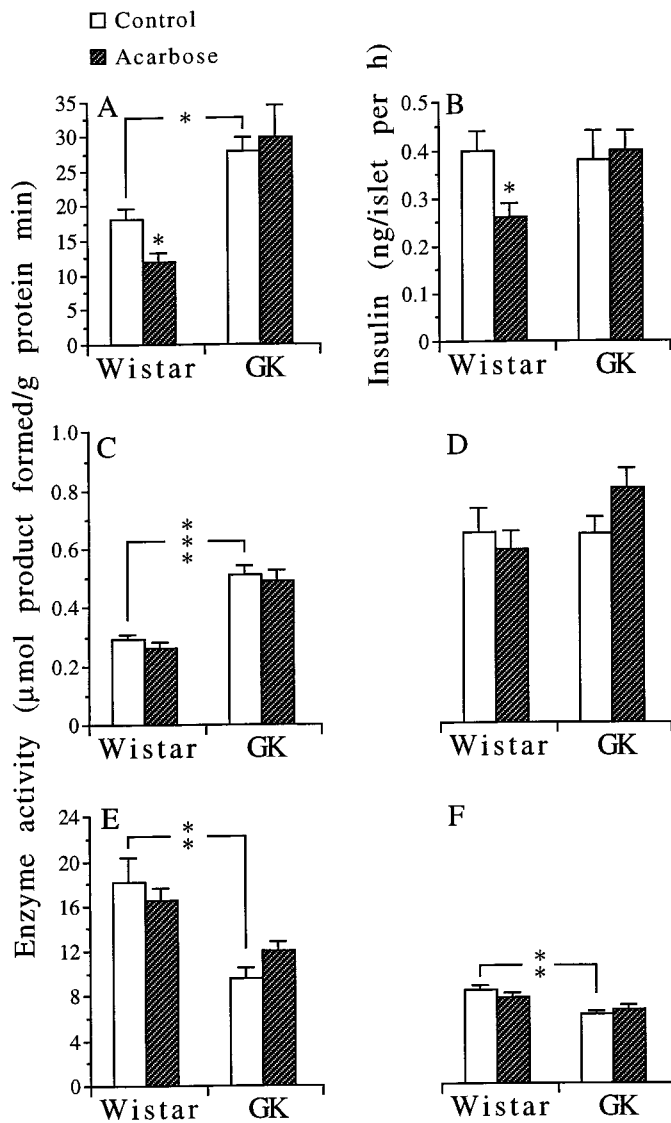 Control
Acarbose
Enzyme activity (μmol product formed/g protein min)
A
35
30
25
20
15
10
5
0
*
*
Wistar
GK
Insulin (ng/islet per h)
B
0.5
0.4
0.3
0.2
0.1
0
*
Wistar
GK
C
1.0
0.8
0.6
0.4
0.2
0
***
Wistar
GK
D
Wistar
GK
E
24
20
16
12
8
4
0
**
Wistar
GK
F
**
Wistar
GK